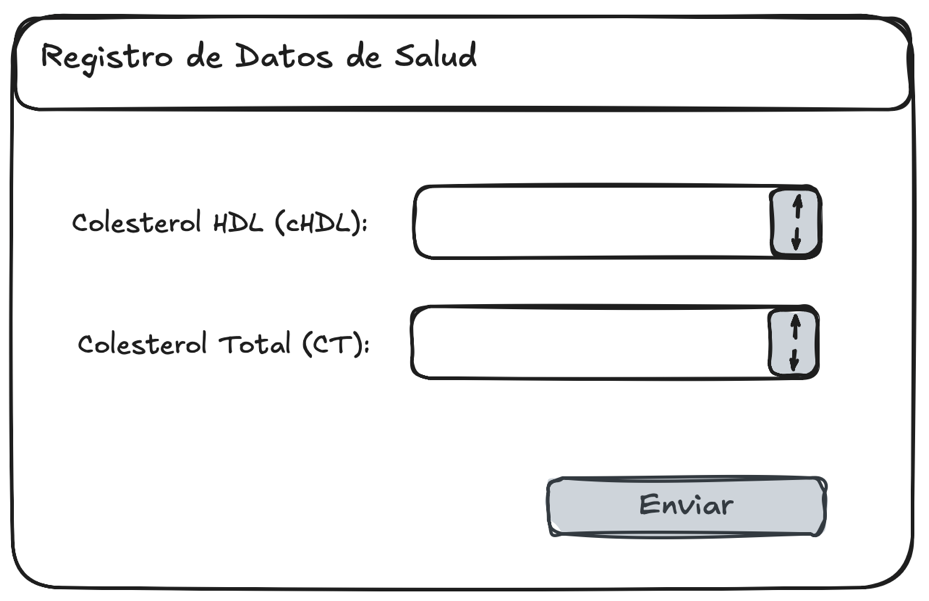 Registro de Datos de Salud
Colesterol HDL (cHDL):
Colesterol Total (CT):
Enviar